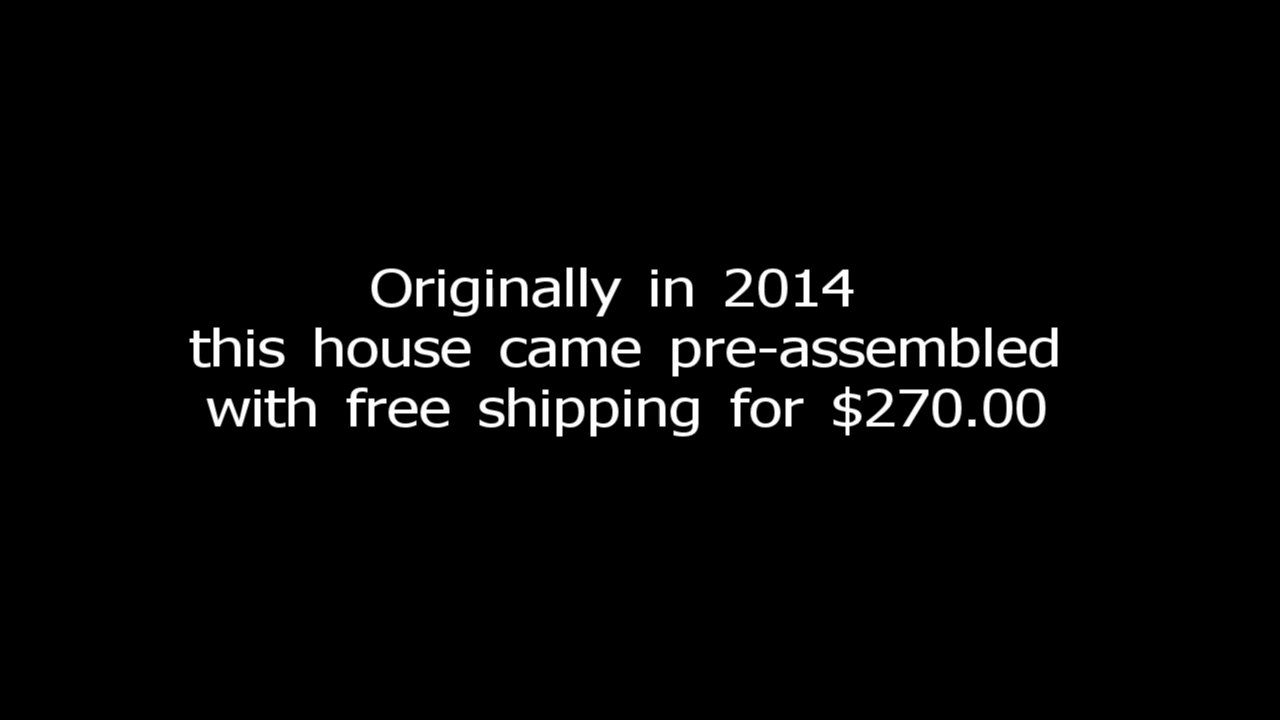 Originally in 2014
this house came pre-assembled
with free shipping for $270.00